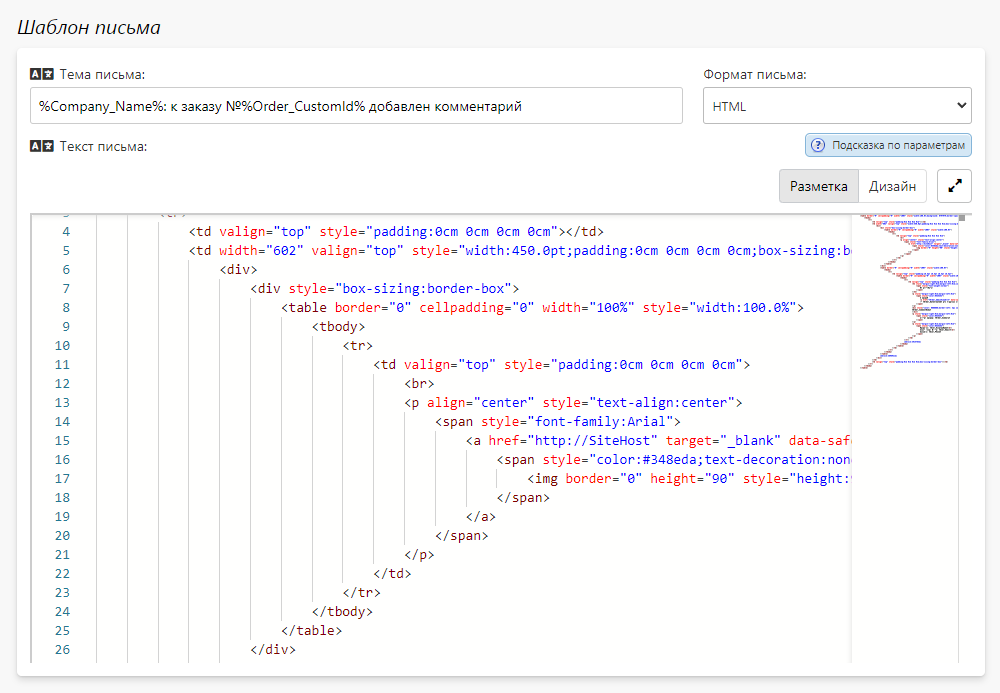 Шаблон письма
Тема письма:
Формат письма:
%Company_Name%: к заказу №%Order_CustomId% добавлен комментарий
HTML
Текст письма:
Подсказка по параметрам
Разметка
Дизайн
4 <td valign="top" style="padding:0cm 0cm 0cm 0cm"></td>
5 <td width="602" valign="top" style="width:450.0pt;padding:0cm 0cm 0cm 0cm;box-sizing:b
6 <div>
7 <div style="box-sizing:border-box">
8 <table border="0" cellpadding="0" width="100%" style="width:100.0%">
9 <tbody>
10 <tr>
11 <td valign="top" style="padding:0cm 0cm 0cm 0cm">
12 <br>
13 <p align="center" style="text-align:center">
14 <span style="font-family:Arial">
15 <a href="http://SiteHost" target="_blank" data-saf
16 <span style="color:#348eda;text-decoration:non
17 <img border="0" height="90" style="height:
18 </span>
19 </a>
20 </span>
21 </p>
22 </td>
23 </tr>
24 </tbody>
25 </table>
26 </div>